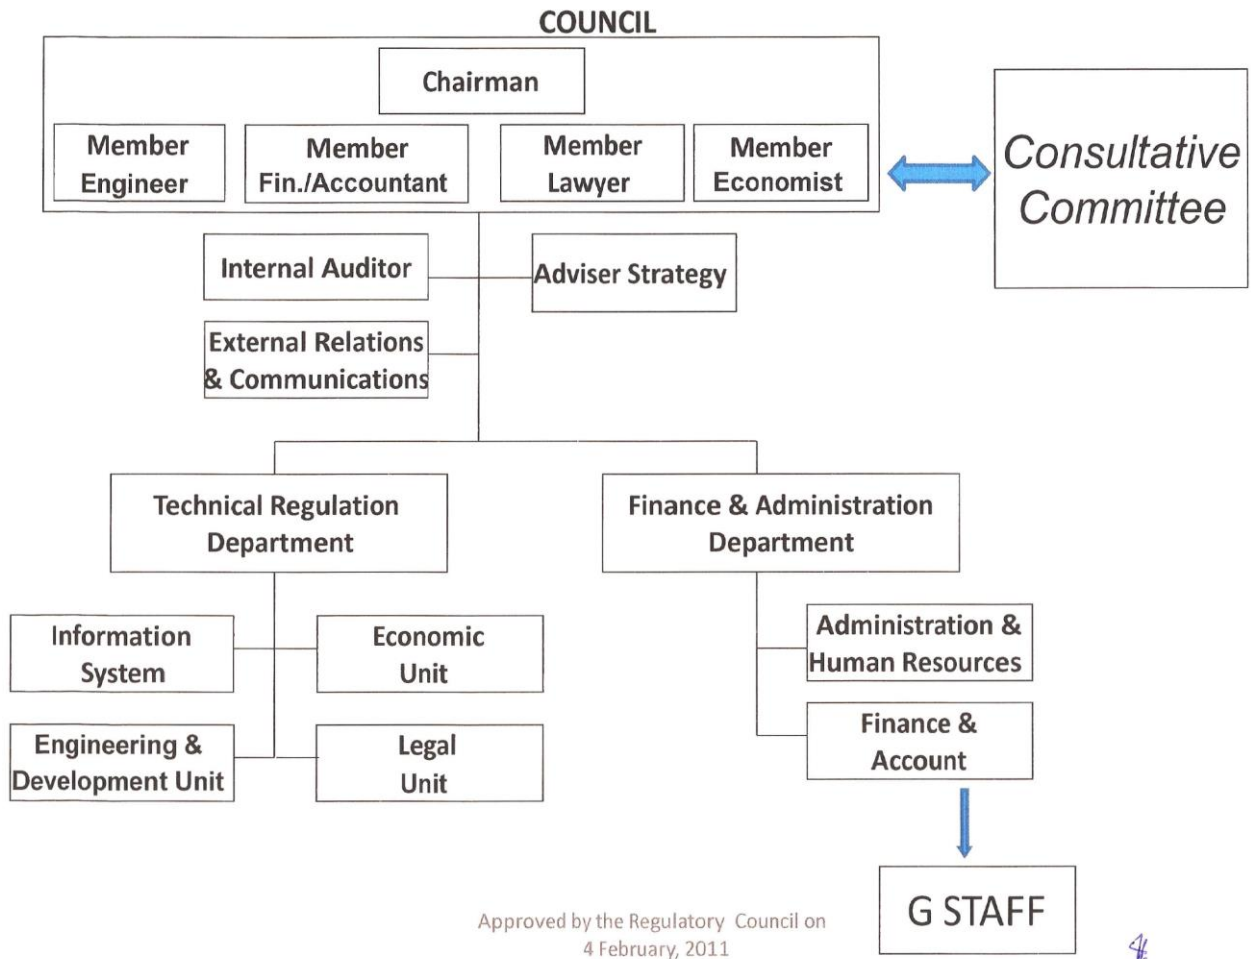 COUNCIL
Chairman
Member
Engineer
Member
Fin./Accountant
Member
Lawyer
Member
Economist
Consultative
Committee
Internal Auditor
Adviser Strategy
External Relations
& Communications
Technical Regulation
Department
Finance & Administration
Department
Information
System
Economic
Unit
Administration &
Human Resources
Engineering &
Development Unit
Legal
Unit
Finance &
Account
G STAFF
Approved by the Regulatory Council on
4 February, 2011